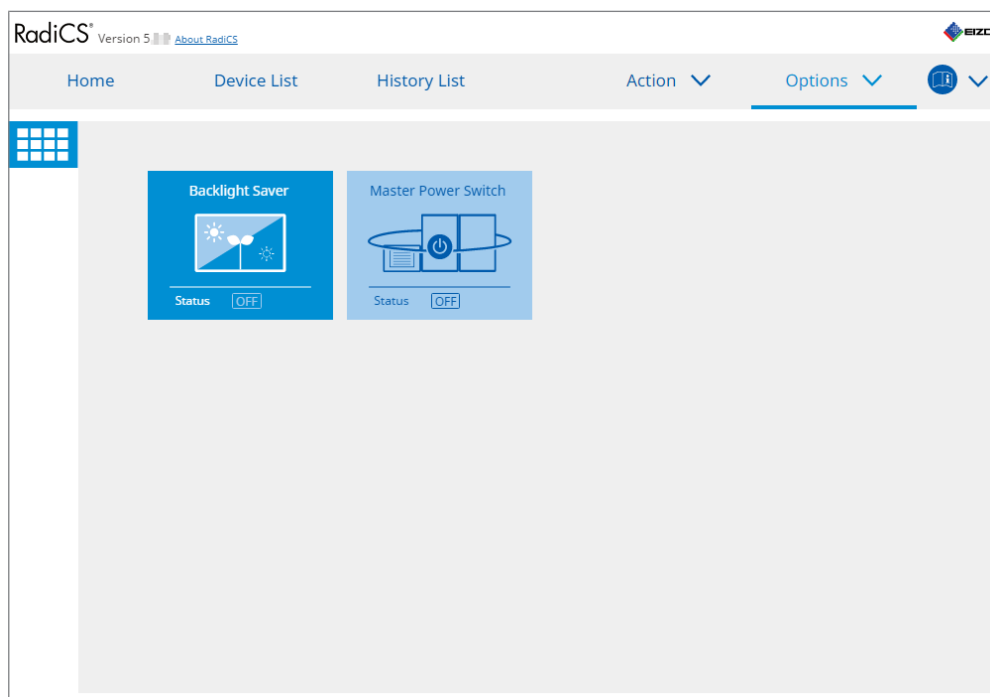 RadiCS® Version 5. About RadiCS
EIZO
Home Device List History List Action Options
Backlight Saver Master Power Switch
Status OFF Status OFF